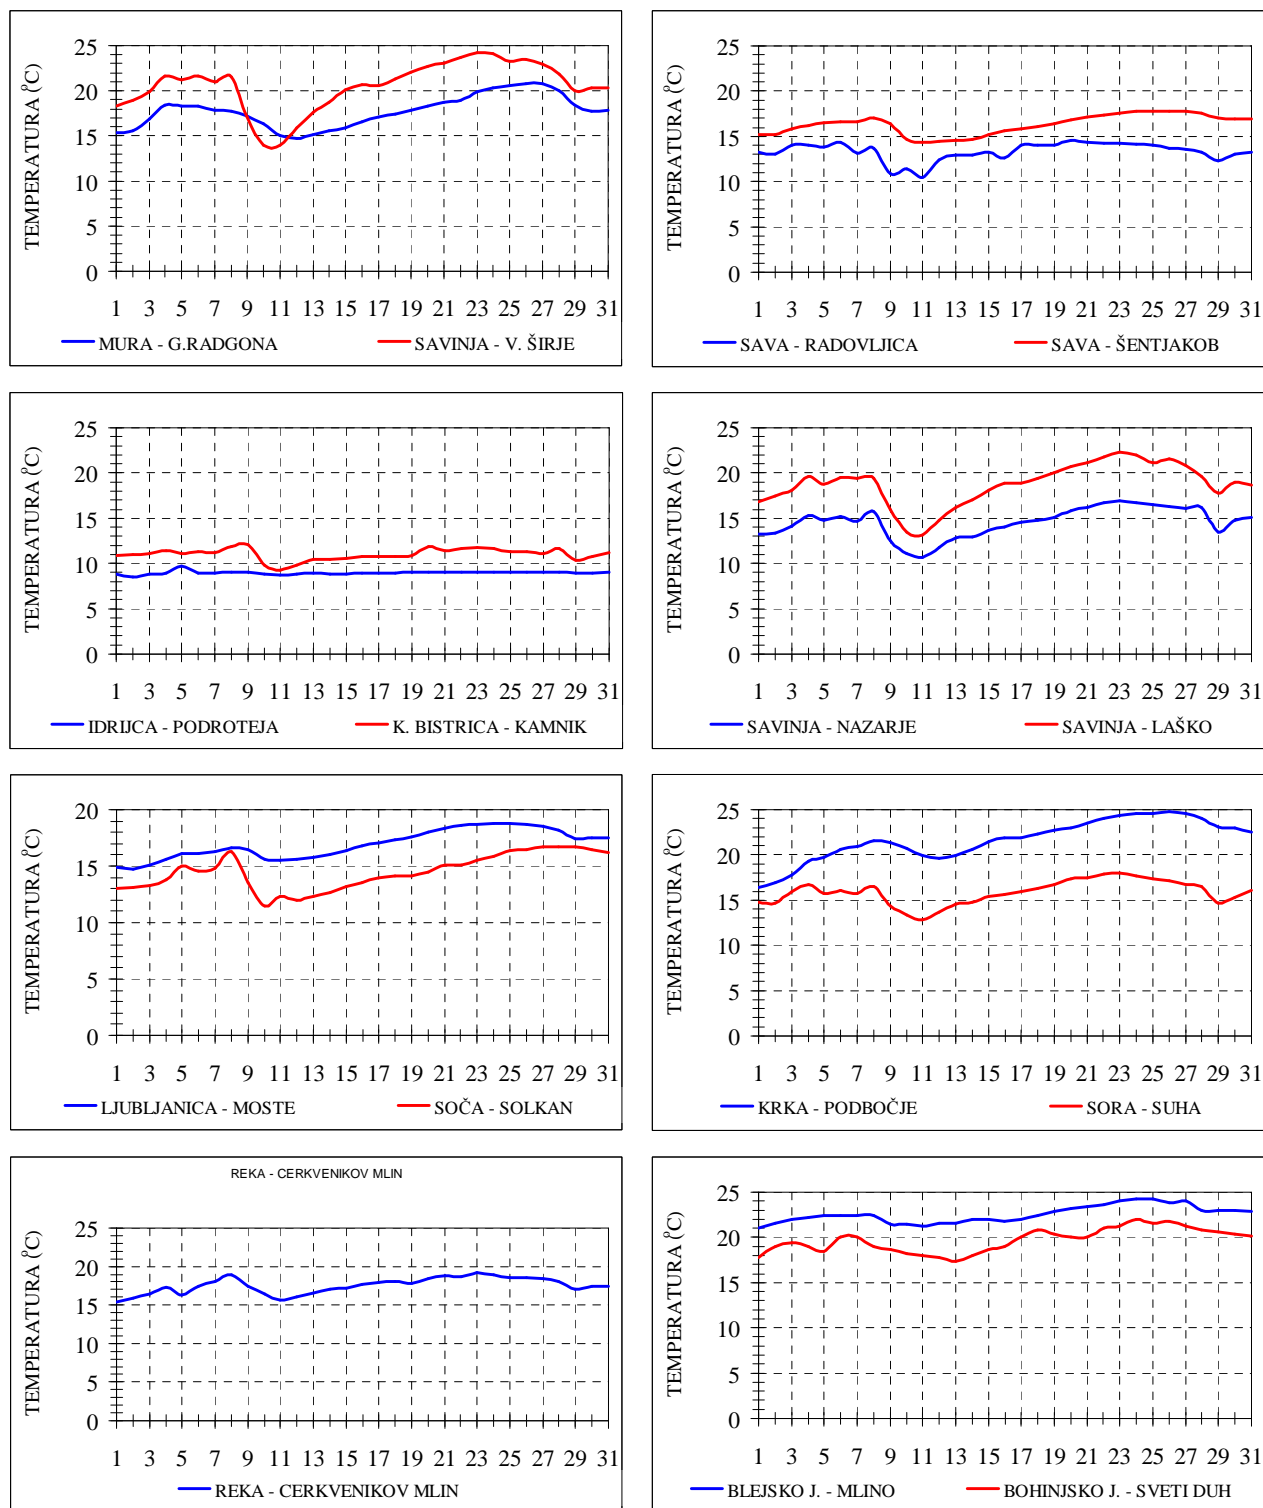 TEMPERATURA (°C)
25
20
15
10
5
0
1 3 5 7 9 11 13 15 17 19 21 23 25 27 29 31
MURA - G.RADGONA SAVINJA - V. ŠIRJE
TEMPERATURA (°C)
25
20
15
10
5
0
1 3 5 7 9 11 13 15 17 19 21 23 25 27 29 31
SAVA - RADOVLJICA SAVA - ŠENTJAKOB
TEMPERATURA (°C)
25
20
15
10
5
0
1 3 5 7 9 11 13 15 17 19 21 23 25 27 29 31
IDRIJCA - PODROTEJA K. BISTRICA - KAMNIK
TEMPERATURA (°C)
25
20
15
10
5
0
1 3 5 7 9 11 13 15 17 19 21 23 25 27 29 31
SAVINJA - NAZARJE SAVINJA - LAŠKO
TEMPERATURA (°C)
20
15
10
5
0
1 3 5 7 9 11 13 15 17 19 21 23 25 27 29 31
LJUBLJANICA - MOSTE SOČA - SOLKAN
TEMPERATURA (°C)
25
20
15
10
5
0
1 3 5 7 9 11 13 15 17 19 21 23 25 27 29 31
KRKA - PODBOČJE SORA - SUHA
REKA - CERKVENIKOV MLIN
TEMPERATURA (°C)
25
20
15
10
5
0
1 3 5 7 9 11 13 15 17 19 21 23 25 27 29 31
REKA - CERKVENIKOV MLIN
TEMPERATURA (°C)
25
20
15
10
5
0
1 3 5 7 9 11 13 15 17 19 21 23 25 27 29 31
BLEJSKO J. - MLINO BOHINJSKO J. - SVETI DUH